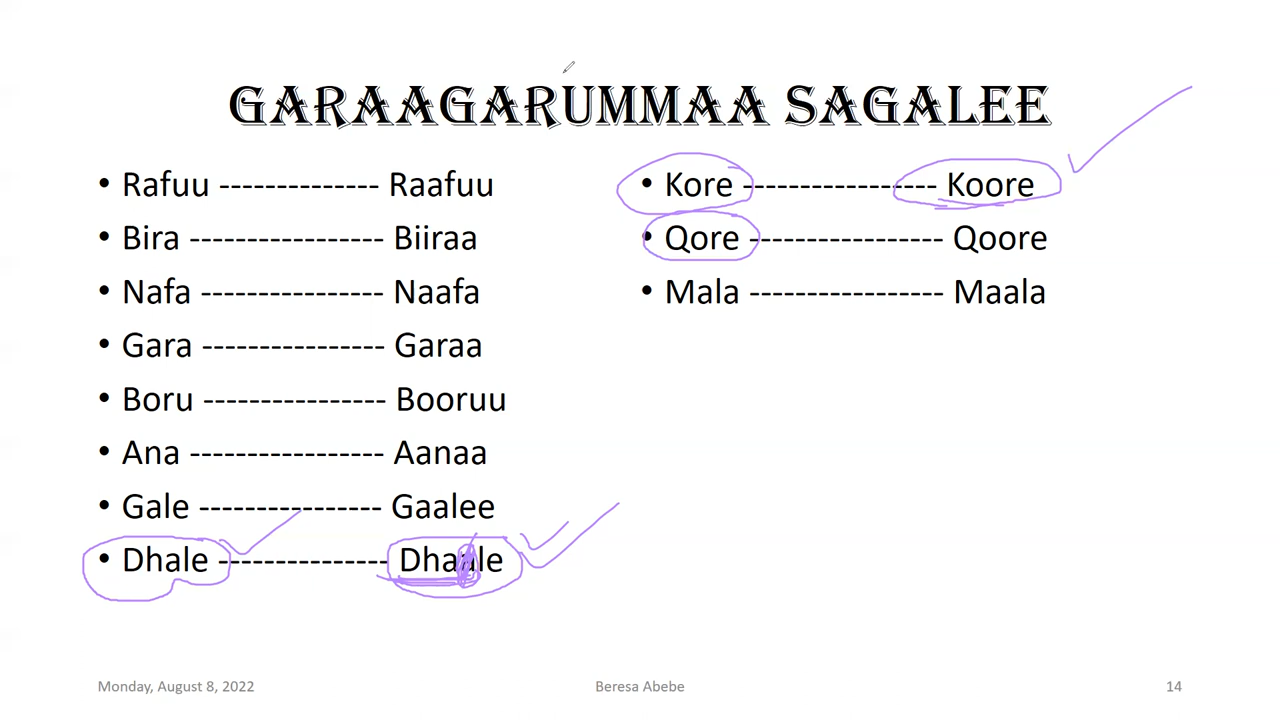 GARAAGARUMMAA SAGALEE
• Rafuu -------------- Raafuu
• Bira ----------------- Biiraa
• Nafa ---------------- Naafa
• Gara ---------------- Garaa
• Boru ---------------- Booruu
• Ana ----------------- Aanaa
• Gale ---------------- Gaalee
• Dhale --------------- Dhaale
• Kore ----------------- Koore
• Qore ----------------- Qoore
• Mala ----------------- Maala
Monday, August 8, 2022
Beresa Abebe
14